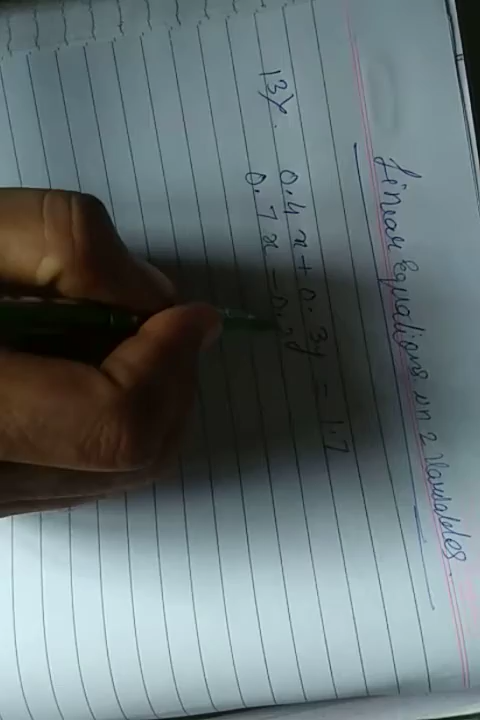 Linear Equations in 2 Variables.
13). 0.4x + 0.3y = 1.7
0.7x - 0.2y